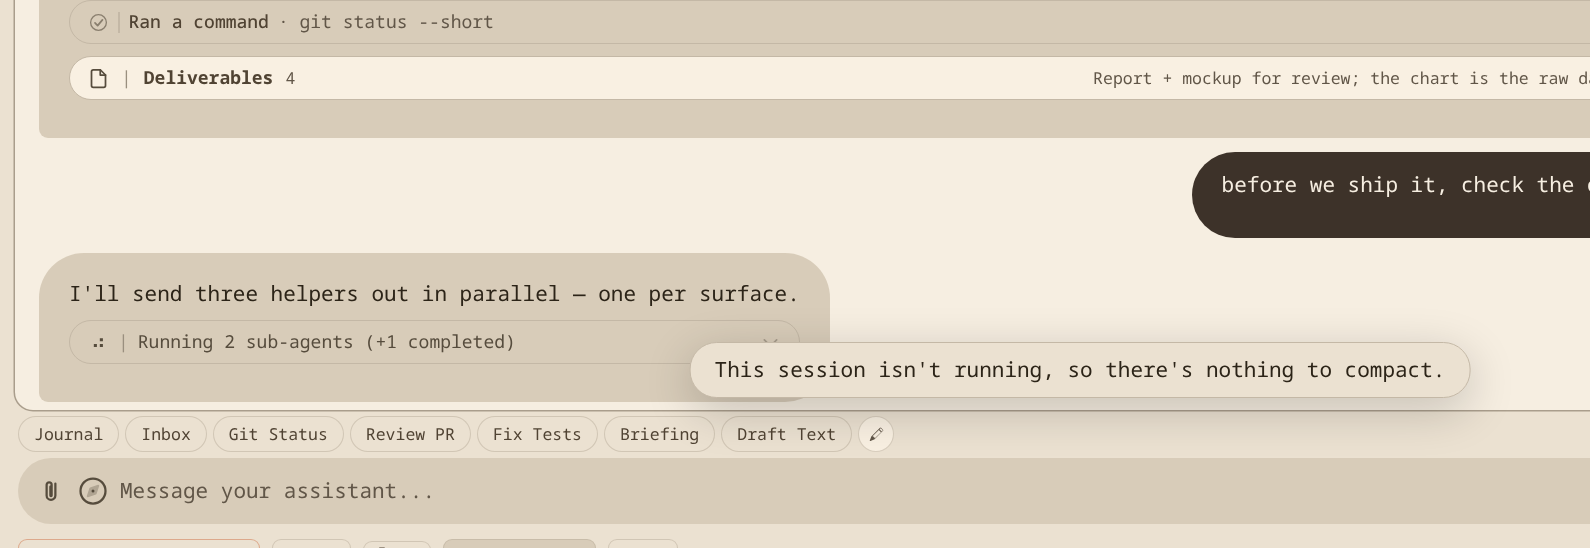 Ran a command · git status --short
Deliverables 4
Report + mockup for review; the chart is the raw
before we ship it, check the
I'll send three helpers out in parallel — one per surface.
Running 2 sub-agents (+1 completed)
This session isn't running, so there's nothing to compact.
Journal Inbox Git Status Review PR Fix Tests Briefing Draft Text
Message your assistant...